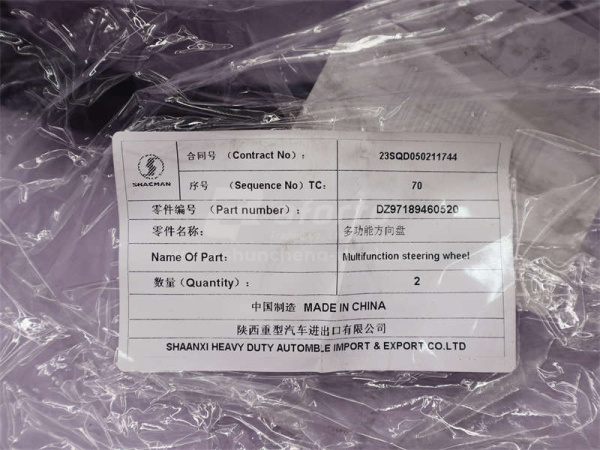 SHACMAN
合同号 (Contract No)： 23SQD050211744
序号 (Sequence No) TC: 70
零件编号 (Part number)： DZ97189460520
零件名称： 多功能方向盘
Name Of Part: Multifunction steering wheel
数量 (Quantity)： 2
中国制造 MADE IN CHINA
陕西重型汽车进出口有限公司
SHAANXI HEAVY DUTY AUTOMBLE IMPORT & EXPORT CO.LTD